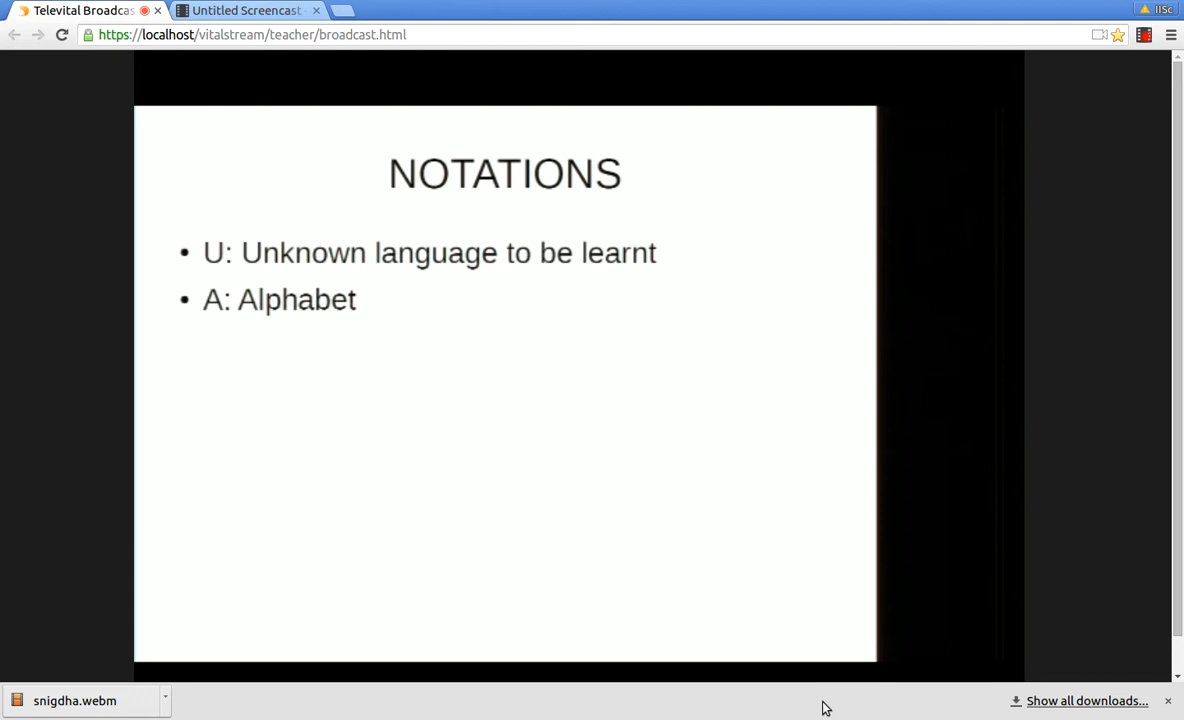 Televital Broadcas
Untitled Screencast
IISc
https://localhost/vitalstream/teacher/broadcast.html
NOTATIONS
• U: Unknown language to be learnt
• A: Alphabet
snigdha.webm
Show all downloads...